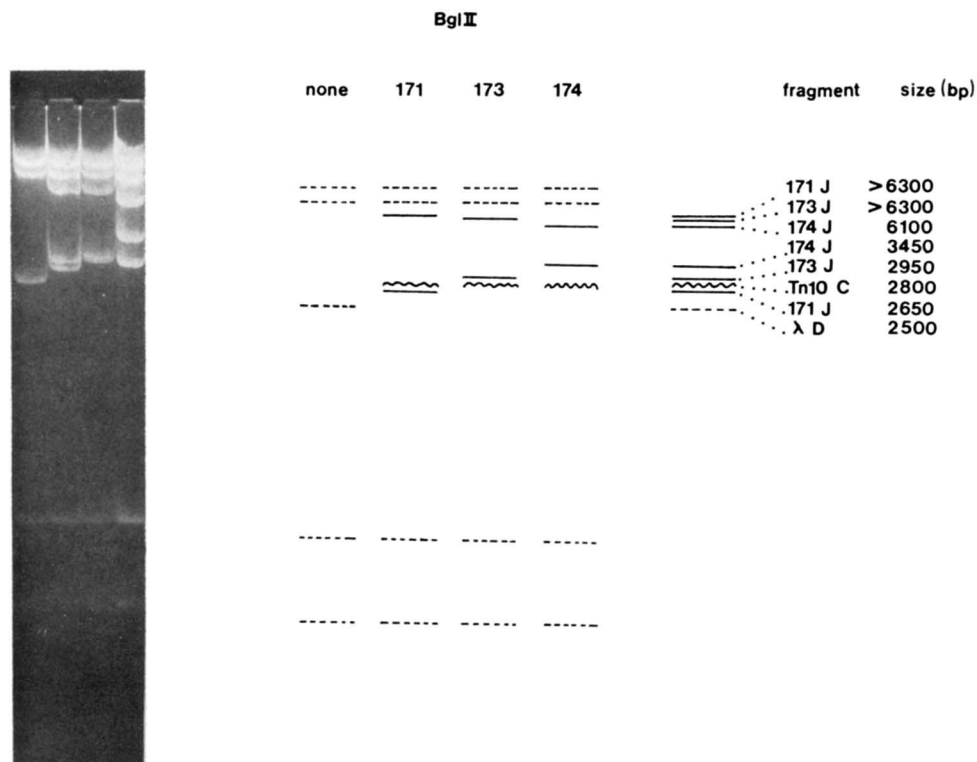 BglII
none 171 173 174 fragment size (bp)
171 J >6300
173 J >6300
174 J 6100
174 J 3450
173 J 2950
Tn10 C 2800
171 J 2650
λ D 2500